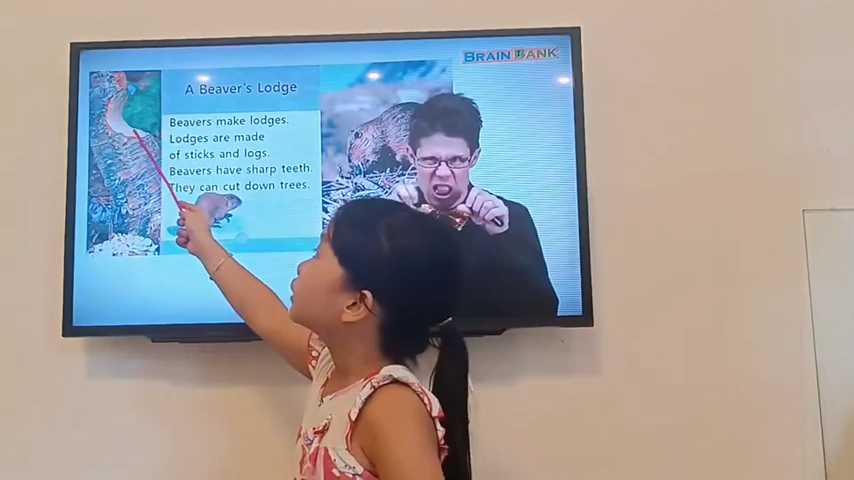 BRAIN BANK
A Beaver's Lodge
Beavers make lodges.
Lodges are made
of sticks and logs.
Beavers have sharp teeth.
They can cut down trees.